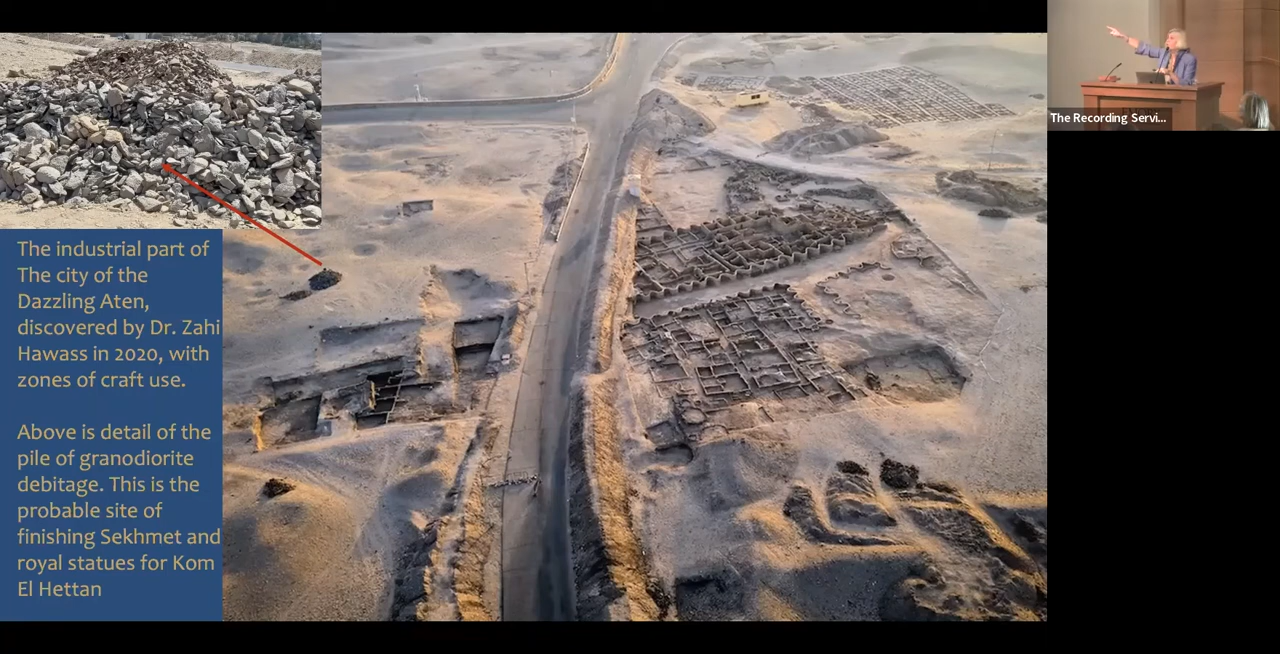 The industrial part of
The city of the
Dazzling Aten,
discovered by Dr. Zahi
Hawass in 2020, with
zones of craft use.
Above is detail of the
pile of granodiorite
debitage. This is the
probable site of
finishing Sekhmet and
royal statues for Kom
El Hettan
The Recording Servi...